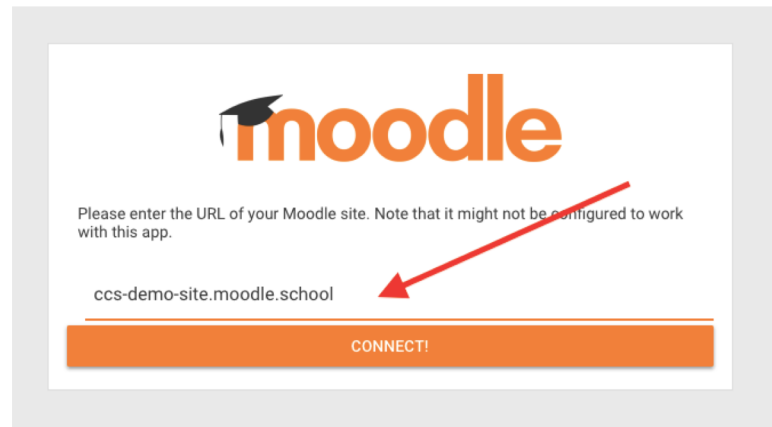 moodle
Please enter the URL of your Moodle site. Note that it might not be configured to work
with this app.
ccs-demo-site.moodle.school
CONNECT!